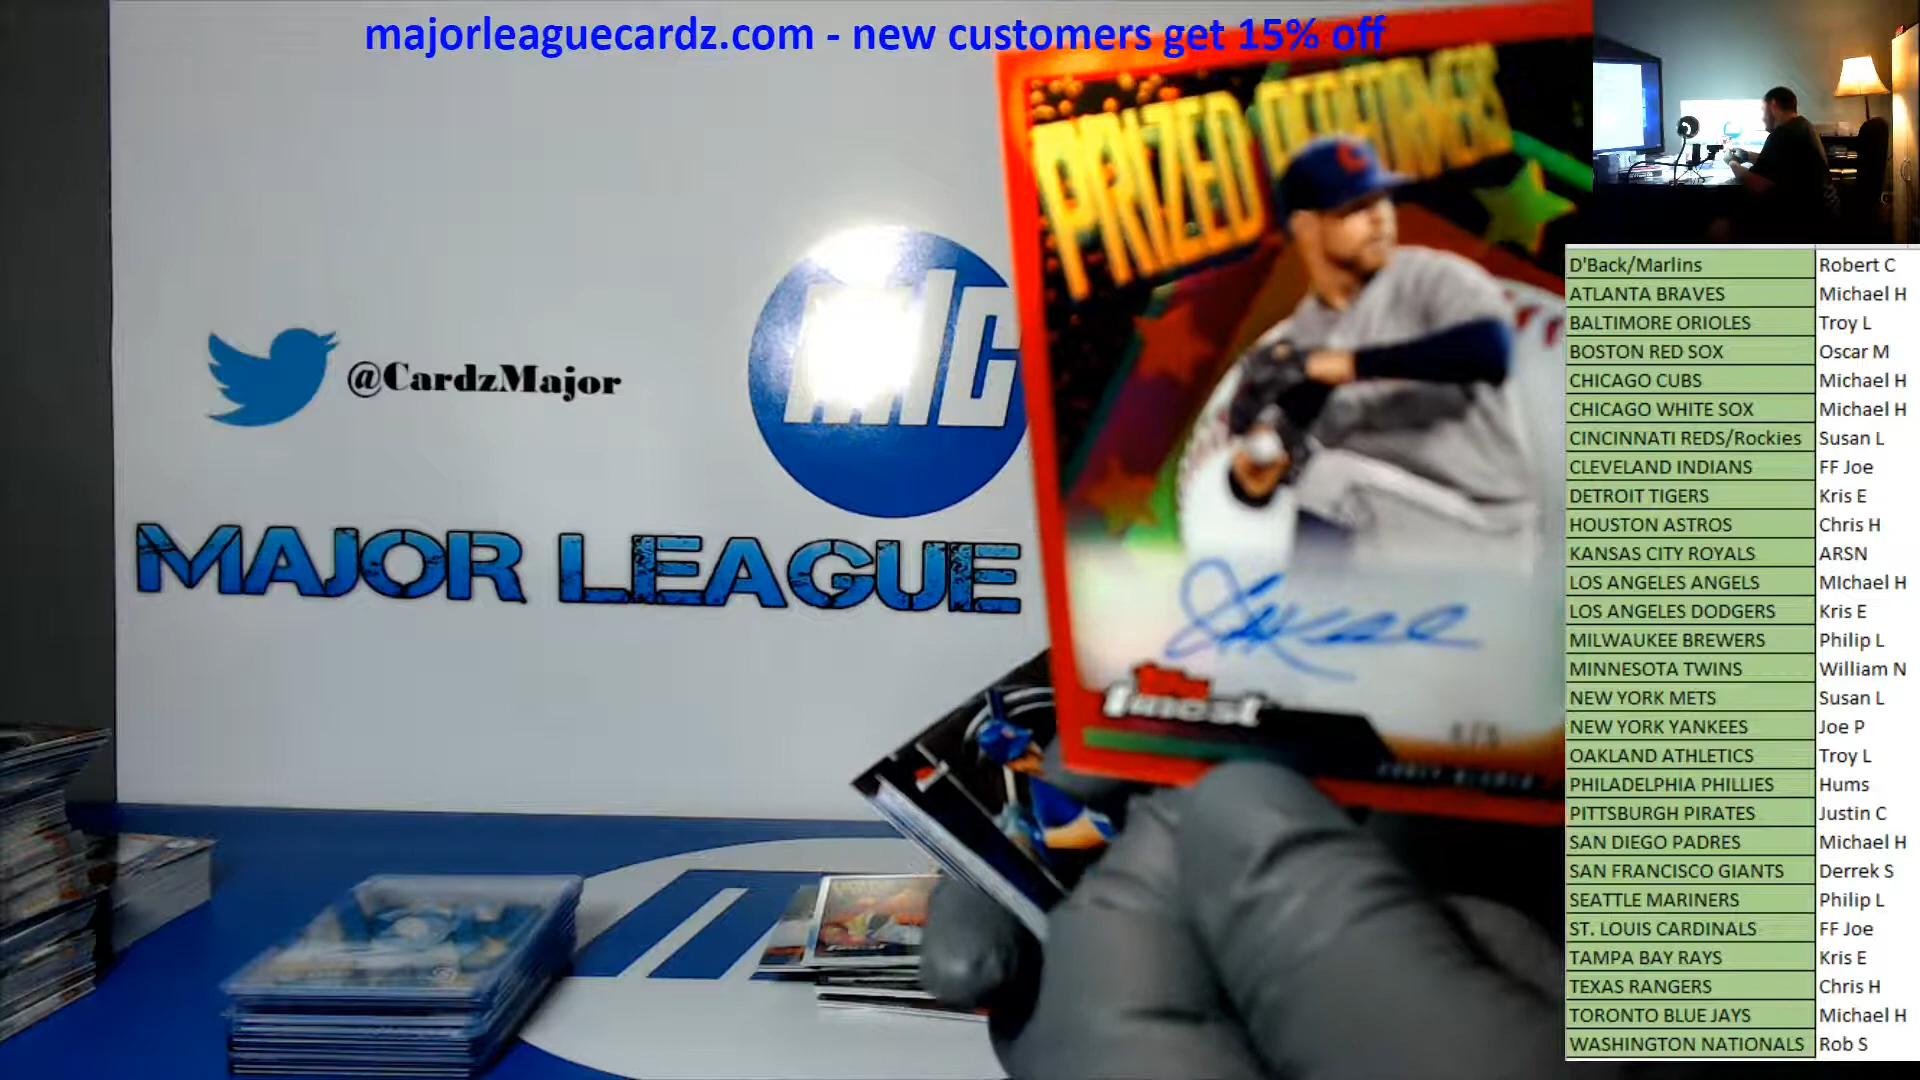 majorleaguecardz.com - new customers get 15% off
PRIZED PERFORMERS
@CardzMajor
MLC
MAJOR LEAGUE
finest
finest
D'Back/Marlins Robert C
ATLANTA BRAVES Michael H
BALTIMORE ORIOLES Troy L
BOSTON RED SOX Oscar M
CHICAGO CUBS Michael H
CHICAGO WHITE SOX Michael H
CINCINNATI REDS/Rockies Susan L
CLEVELAND INDIANS FF Joe
DETROIT TIGERS Kris E
HOUSTON ASTROS Chris H
KANSAS CITY ROYALS ARSN
LOS ANGELES ANGELS MIchael H
LOS ANGELES DODGERS Kris E
MILWAUKEE BREWERS Philip L
MINNESOTA TWINS William N
NEW YORK METS Susan L
NEW YORK YANKEES Joe P
OAKLAND ATHLETICS Troy L
PHILADELPHIA PHILLIES Hums
PITTSBURGH PIRATES Justin C
SAN DIEGO PADRES Michael H
SAN FRANCISCO GIANTS Derrek S
SEATTLE MARINERS Philip L
ST. LOUIS CARDINALS FF Joe
TAMPA BAY RAYS Kris E
TEXAS RANGERS Chris H
TORONTO BLUE JAYS Michael H
WASHINGTON NATIONALS Rob S